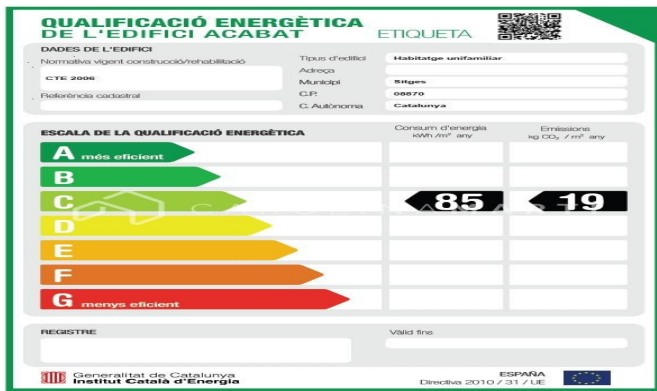 QUALIFICACIÓ ENERGÈTICA
DE L'EDIFICI ACABAT
ETIQUETA
DADES DE L'EDIFICI
Normativa vigent construcció/rehabilitació
CTE 2006
Referència cadastral
Tipus d'edifici
Habitatge unifamiliar
Adreça
Municipi
Sitges
C.P.
08870
C. Autònoma
Catalunya
ESCALA DE LA QUALIFICACIÓ ENERGÈTICA
Consum d'energia
kWh /m² any
Emissions
kg CO₂ / m² any
A més eficient
B
C
85
19
D
E
F
G menys eficient
REGISTRE
Vàlid fins
Generalitat de Catalunya
Institut Català d'Energia
ESPAÑA
Directiva 2010 / 31 / UE